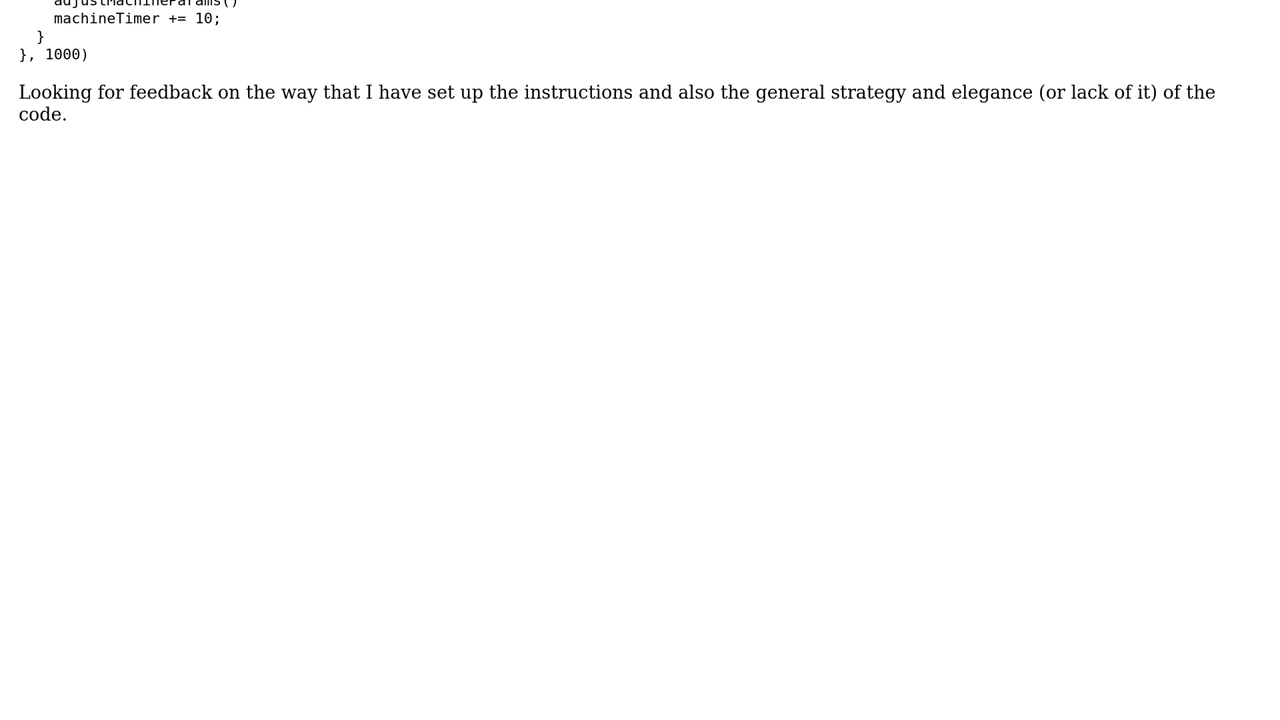 adjustMachineParams()
machineTimer += 10;
}
}, 1000)
Looking for feedback on the way that I have set up the instructions and also the general strategy and elegance (or lack of it) of the
code.